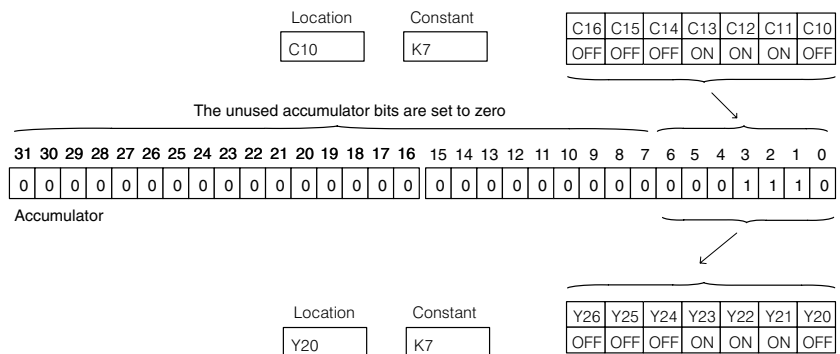 Location Constant
C10 K7
C16 C15 C14 C13 C12 C11 C10
OFF OFF OFF ON ON ON OFF
The unused accumulator bits are set to zero
31 30 29 28 27 26 25 24 23 22 21 20 19 18 17 16 15 14 13 12 11 10 9 8 7 6 5 4 3 2 1 0
0 0 0 0 0 0 0 0 0 0 0 0 0 0 0 0 0 0 0 0 0 0 0 0 0 0 0 0 1 1 1 0
Accumulator
Location Constant
Y20 K7
Y26 Y25 Y24 Y23 Y22 Y21 Y20
OFF OFF OFF ON ON ON OFF